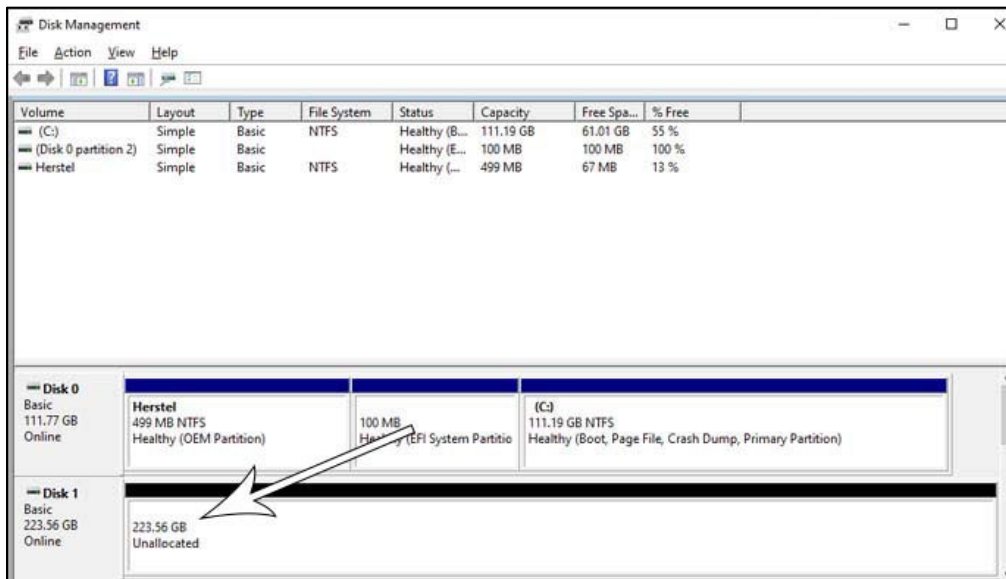 Disk Management
File Action View Help
Volume Layout Type File System Status Capacity Free Spa... % Free
(C:) Simple Basic NTFS Healthy (B... 111.19 GB 61.01 GB 55 %
(Disk 0 partition 2) Simple Basic Healthy (E... 100 MB 100 MB 100 %
Herstel Simple Basic NTFS Healthy (... 499 MB 67 MB 13 %
Disk 0
Basic
111.77 GB
Online
Herstel
499 MB NTFS
Healthy (OEM Partition)
100 MB
Healthy (EFI System Partitio
(C:)
111.19 GB NTFS
Healthy (Boot, Page File, Crash Dump, Primary Partition)
Disk 1
Basic
223.56 GB
Online
223.56 GB
Unallocated